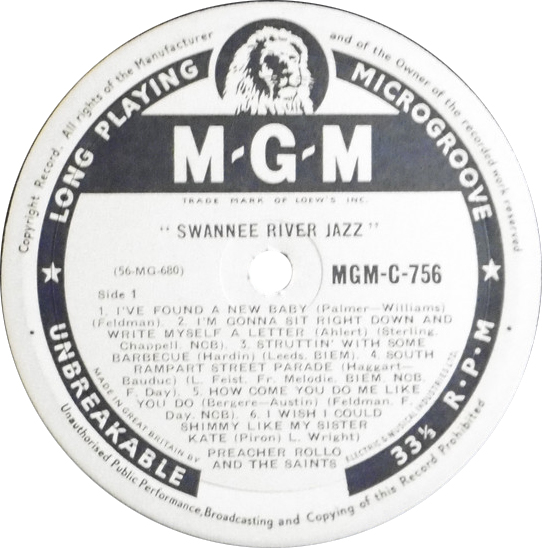 Copyright Record. All rights of the Manufacturer and of the Owner of the recorded work reserved
LONG PLAYING MICROGROOVE
M-G-M
TRADE MARK OF LOEW'S INC.
"SWANNEE RIVER JAZZ"
(56-MG-680)
MGM-C-756
Side 1
1. I'VE FOUND A NEW BABY (Palmer—Williams)
(Feldman). 2. I'M GONNA SIT RIGHT DOWN AND
WRITE MYSELF A LETTER (Ahlert) (Sterling.
Chappell. NCB). 3. STRUTTIN' WITH SOME
BARBECUE (Hardin) (Leeds. BIEM). 4. SOUTH
RAMPART STREET PARADE (Haggart—
Bauduc) (L. Feist. Fr. Melodie. BIEM. NCB.
F. Day). 5. HOW COME YOU DO ME LIKE
YOU DO (Bergere—Austin) (Feldman. F.
Day. NCB). 6. I WISH I COULD
SHIMMY LIKE MY SISTER
KATE (Piron) L. Wright)
PREACHER ROLLO
AND THE SAINTS
MADE IN GREAT BRITAIN BY ELECTRIC & MUSICAL INDUSTRIES LTD.
UNBREAKABLE 33⅓ R·P·M
Unauthorised Public Performance, Broadcasting and Copying of this Record Prohibited